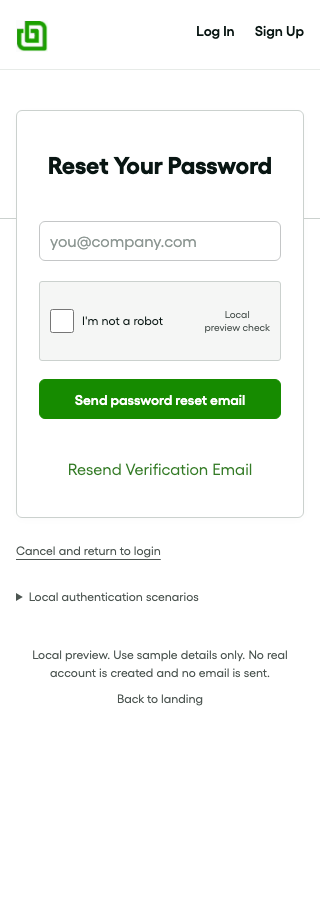 Log In
Sign Up
Reset Your Password
you@company.com
I'm not a robot
Local
preview check
Send password reset email
Resend Verification Email
Cancel and return to login
Local authentication scenarios
Local preview. Use sample details only. No real
account is created and no email is sent.
Back to landing